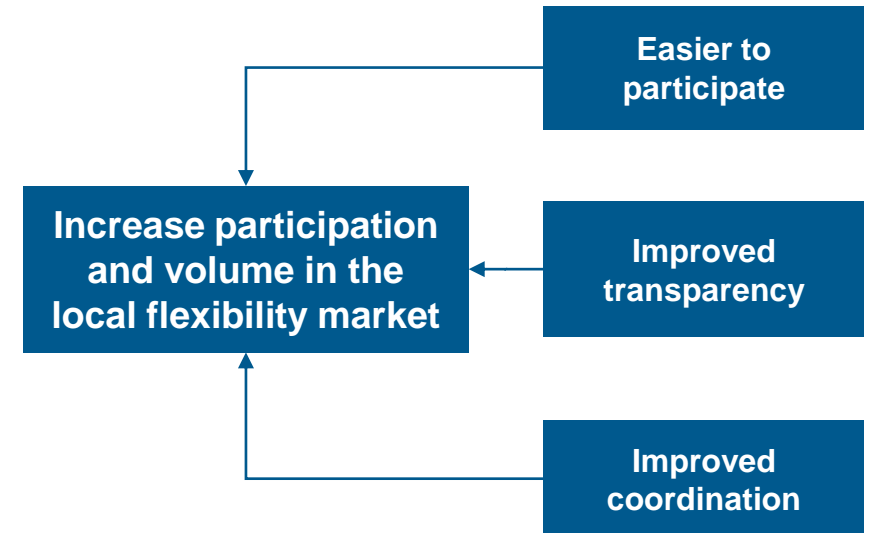 Easier to
participate
Increase participation
and volume in the
local flexibility market
Improved
transparency
Improved
coordination